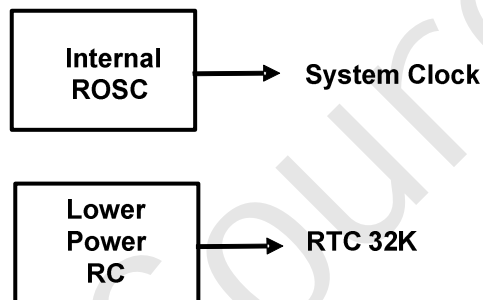 Internal
ROSC
System Clock
Lower
Power
RC
RTC 32K